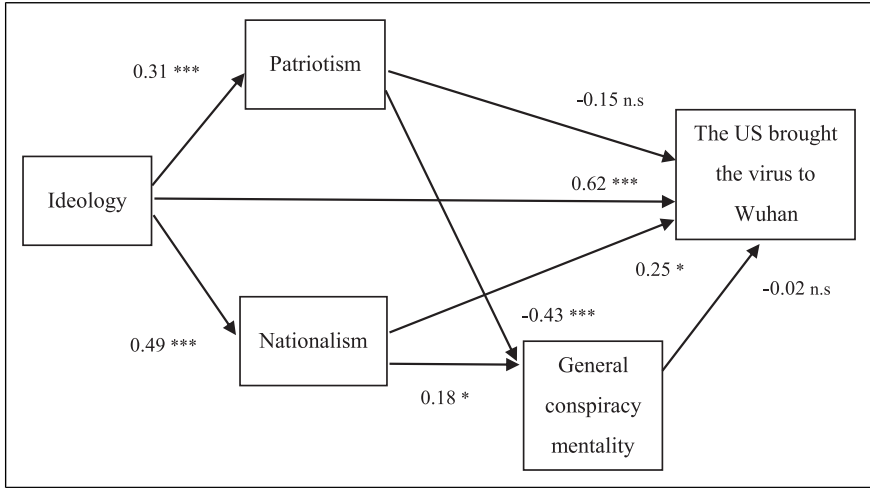 Patriotism
0.31 ***
-0.15 n.s
The US brought
the virus to
Wuhan
Ideology
0.62 ***
0.25 *
-0.02 n.s
Nationalism
0.49 ***
-0.43 ***
0.18 *
General
conspiracy
mentality